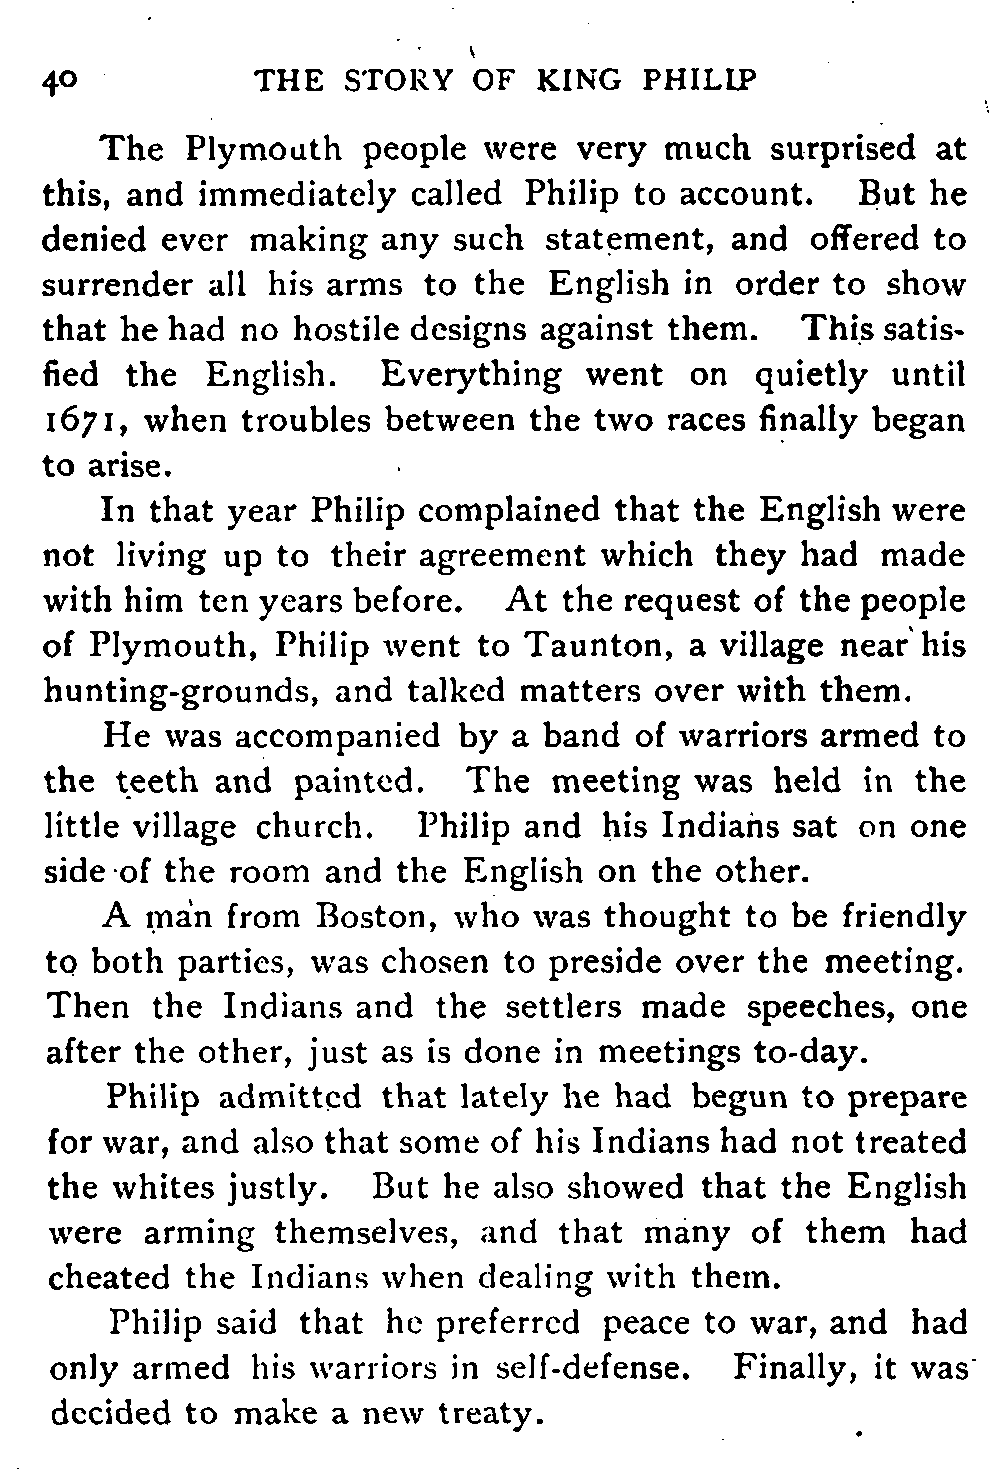 40 THE STORY OF KING PHILIP
The Plymouth people were very much surprised at
this, and immediately called Philip to account. But he
denied ever making any such statement, and offered to
surrender all his arms to the English in order to show
that he had no hostile designs against them. This satis-
fied the English. Everything went on quietly until
1671, when troubles between the two races finally began
to arise.
In that year Philip complained that the English were
not living up to their agreement which they had made
with him ten years before. At the request of the people
of Plymouth, Philip went to Taunton, a village near his
hunting-grounds, and talked matters over with them.
He was accompanied by a band of warriors armed to
the teeth and painted. The meeting was held in the
little village church. Philip and his Indians sat on one
side of the room and the English on the other.
A man from Boston, who was thought to be friendly
to both parties, was chosen to preside over the meeting.
Then the Indians and the settlers made speeches, one
after the other, just as is done in meetings to-day.
Philip admitted that lately he had begun to prepare
for war, and also that some of his Indians had not treated
the whites justly. But he also showed that the English
were arming themselves, and that many of them had
cheated the Indians when dealing with them.
Philip said that he preferred peace to war, and had
only armed his warriors in self-defense. Finally, it was
decided to make a new treaty.